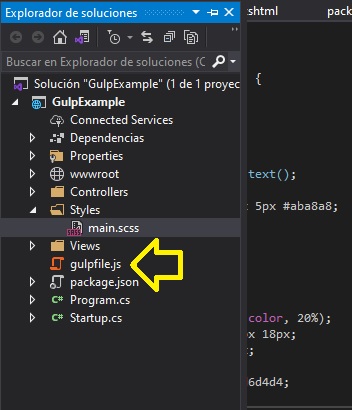 Explorador de soluciones
shtml
Buscar en Explorador de soluciones (C
{
Solución "GulpExample" (1 de 1 proyec
GulpExample
Connected Services
Dependencias
Properties
wwwroot
text();
Controllers
Styles
5px #aba8a8;
main.scss
Views
gulpfile.js
package.json
Program.cs
color, 20%);
Startup.cs
18px;
;
6d4d4;